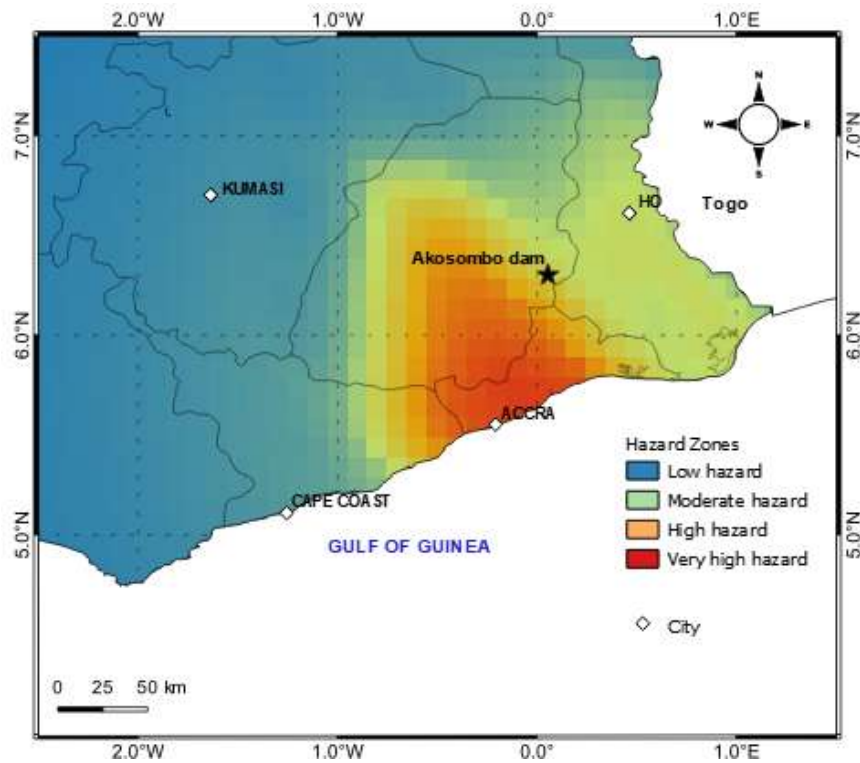 2.0°W 1.0°W 0.0° 1.0°E
7.0°N 7.0°N
N
W E
S
KUMASI
HO
Togo
Akosombo dam
6.0°N 6.0°N
ACCRA
Hazard Zones
Low hazard
CAPE COAST
Moderate hazard
5.0°N 5.0°N
High hazard
GULF OF GUINEA
Very high hazard
City
0 25 50 km
2.0°W 1.0°W 0.0° 1.0°E